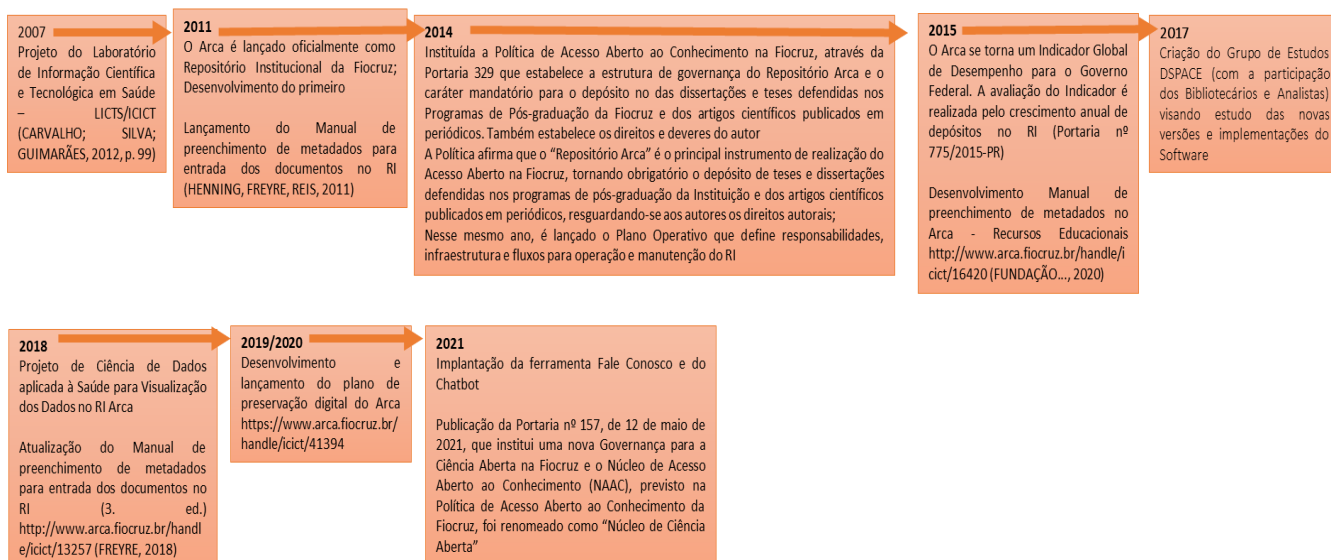 2007
Projeto do Laboratório
de Informação Científica
e Tecnológica em Saúde
– LICTS/ICICT
(CARVALHO; SILVA;
GUIMARÃES, 2012, p. 99)
2011
O Arca é lançado oficialmente como
Repositório Institucional da Fiocruz;
Desenvolvimento do primeiro
Lançamento do Manual de
preenchimento de metadados para
entrada dos documentos no RI
(HENNING, FREYRE, REIS, 2011)
2014
Instituída a Política de Acesso Aberto ao Conhecimento na Fiocruz, através da
Portaria 329 que estabelece a estrutura de governança do Repositório Arca e o
caráter mandatório para o depósito no das dissertações e teses defendidas nos
Programas de Pós-graduação da Fiocruz e dos artigos científicos publicados em
periódicos. Também estabelece os direitos e deveres do autor
A Política afirma que o “Repositório Arca” é o principal instrumento de realização do
Acesso Aberto na Fiocruz, tornando obrigatório o depósito de teses e dissertações
defendidas nos programas de pós-graduação da Instituição e dos artigos científicos
publicados em periódicos, resguardando-se aos autores os direitos autorais;
Nesse mesmo ano, é lançado o Plano Operativo que define responsabilidades,
infraestrutura e fluxos para operação e manutenção do RI
2015
O Arca se torna um Indicador Global
de Desempenho para o Governo
Federal. A avaliação do Indicador é
realizada pelo crescimento anual de
depósitos no RI (Portaria nº
775/2015-PR)
Desenvolvimento Manual de
preenchimento de metadados no
Arca - Recursos Educacionais
http://www.arca.fiocruz.br/handle/i
cict/16420 (FUNDAÇÃO..., 2020)
2017
Criação do Grupo de Estudos
DSPACE (com a participação
dos Bibliotecários e Analistas)
visando estudo das novas
versões e implementações do
Software
2018
Projeto de Ciência de Dados
aplicada à Saúde para Visualização
dos Dados no RI Arca
Atualização do Manual de
preenchimento de metadados
para entrada dos documentos no
RI (3. ed.)
http://www.arca.fiocruz.br/handl
e/icict/13257 (FREYRE, 2018)
2019/2020
Desenvolvimento e
lançamento do plano de
preservação digital do Arca
https://www.arca.fiocruz.br/
handle/icict/41394
2021
Implantação da ferramenta Fale Conosco e do
Chatbot
Publicação da Portaria nº 157, de 12 de maio de
2021, que institui uma nova Governança para a
Ciência Aberta na Fiocruz e o Núcleo de Acesso
Aberto ao Conhecimento (NAAC), previsto na
Política de Acesso Aberto ao Conhecimento da
Fiocruz, foi renomeado como “Núcleo de Ciência
Aberta”